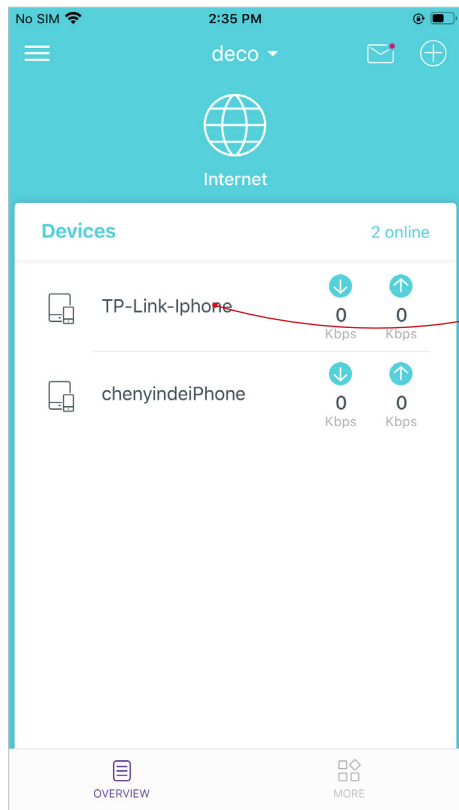 No SIM 2:35 PM
deco
Internet
Devices 2 online
TP-Link-Iphone 0 0
Kbps Kbps
chenyindeiPhone 0 0
Kbps Kbps
OVERVIEW MORE